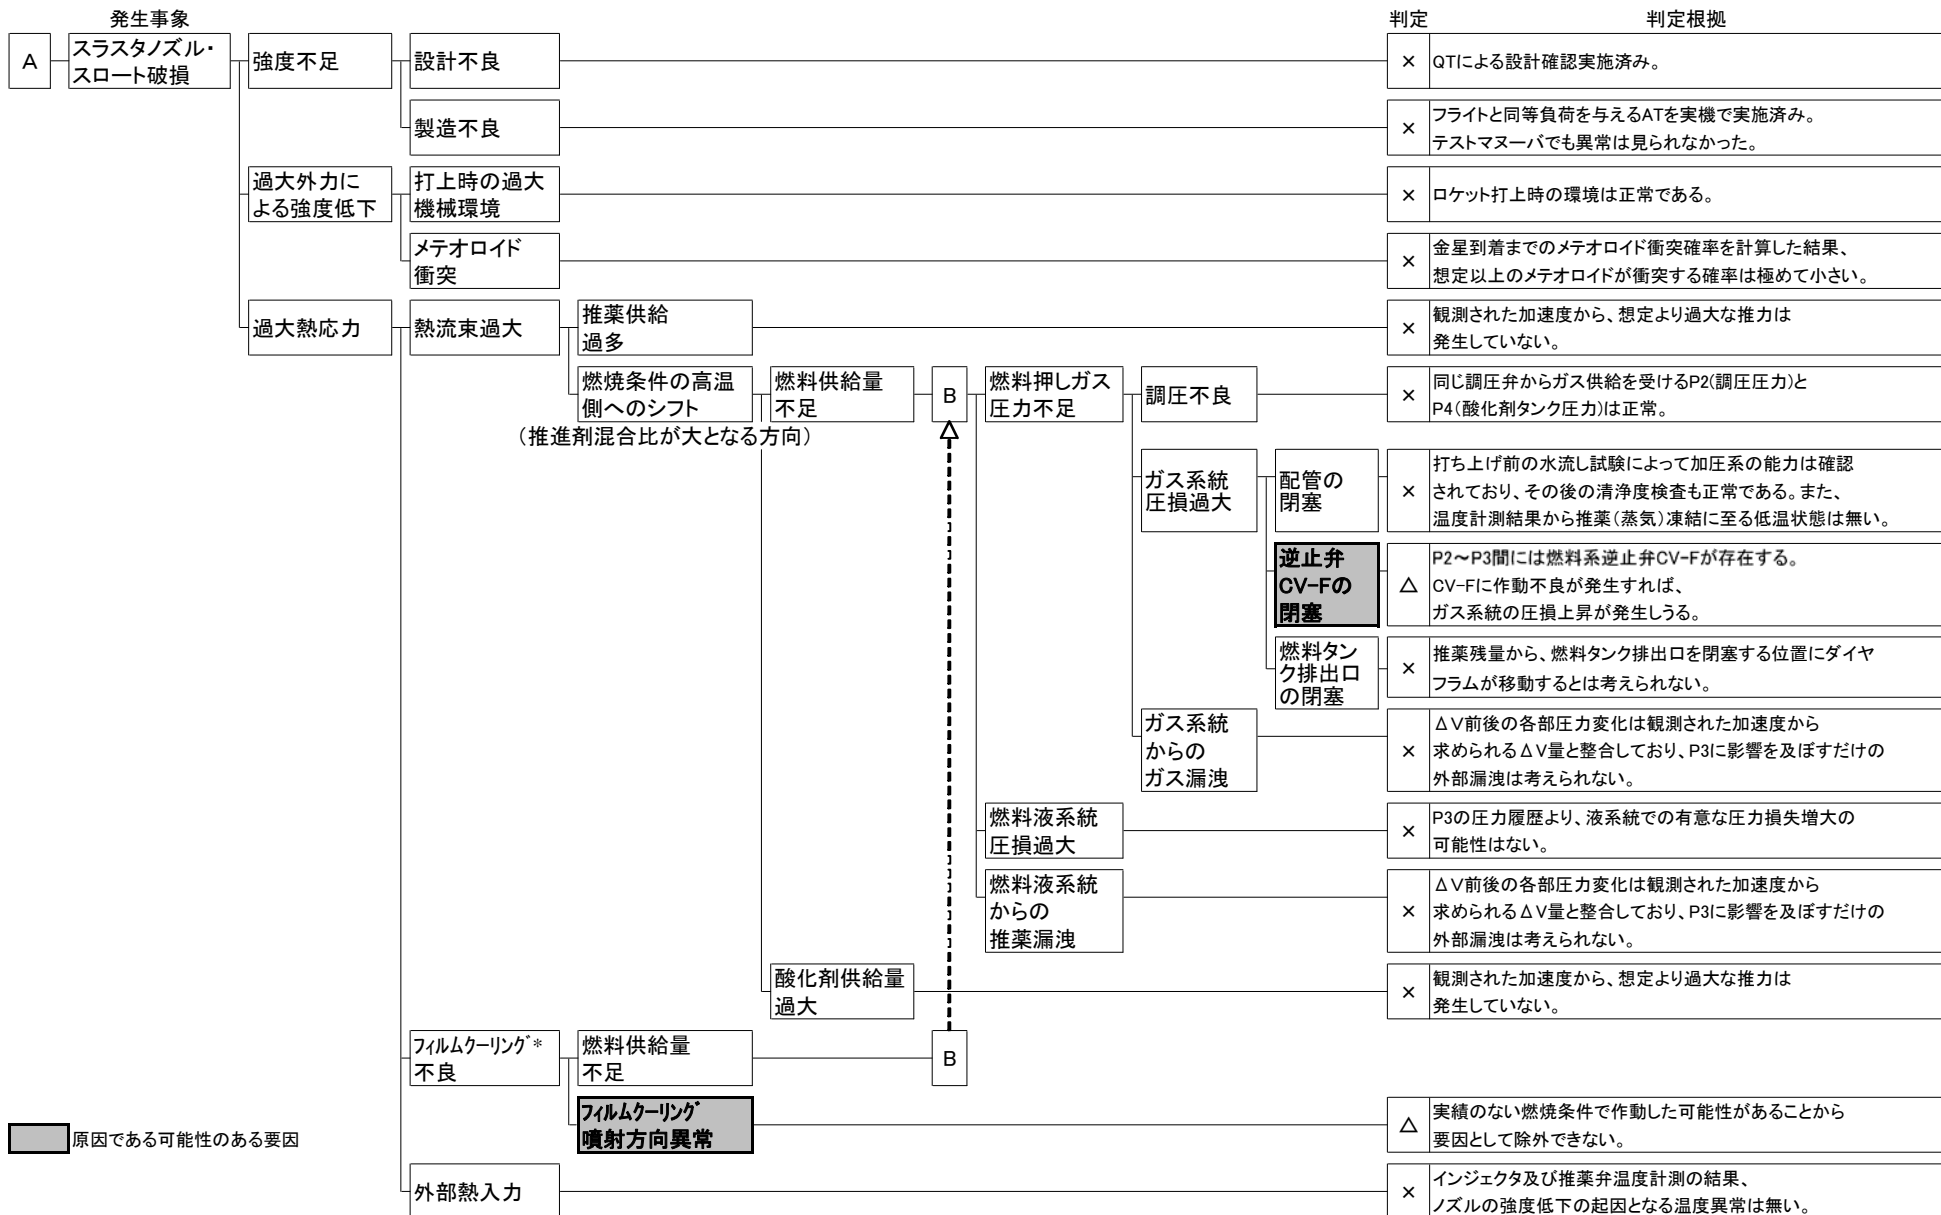 発生事象
判定
判定根拠
A
スラスタノズル・
スロート破損
強度不足
設計不良
×
QTによる設計確認実施済み。
製造不良
×
フライトと同等負荷を与えるATを実機で実施済み。
テストマヌーバでも異常は見られなかった。
過大外力に
よる強度低下
打上時の過大
機械環境
×
ロケット打上時の環境は正常である。
メテオロイド
衝突
×
金星到着までのメテオロイド衝突確率を計算した結果、
想定以上のメテオロイドが衝突する確率は極めて小さい。
過大熱応力
熱流束過大
推薬供給
過多
×
観測された加速度から、想定より過大な推力は
発生していない。
燃焼条件の高温
側へのシフト
(推進剤混合比が大となる方向)
燃料供給量
不足
B
燃料押しガス
圧力不足
調圧不良
×
同じ調圧弁からガス供給を受けるP2(調圧圧力)と
P4(酸化剤タンク圧力)は正常。
ガス系統
圧損過大
配管の
閉塞
×
打ち上げ前の水流し試験によって加圧系の能力は確認
されており、その後の清浄度検査も正常である。また、
温度計測結果から推薬(蒸気)凍結に至る低温状態は無い。
逆止弁
CV-Fの
閉塞
△
P2~P3間には燃料系逆止弁CV-Fが存在する。
CV-Fに作動不良が発生すれば、
ガス系統の圧損上昇が発生しうる。
燃料タン
ク排出口
の閉塞
×
推薬残量から、燃料タンク排出口を閉塞する位置にダイヤ
フラムが移動するとは考えられない。
ガス系統
からの
ガス漏洩
×
ΔV前後の各部圧力変化は観測された加速度から
求められるΔV量と整合しており、P3に影響を及ぼすだけの
外部漏洩は考えられない。
燃料液系統
圧損過大
×
P3の圧力履歴より、液系統での有意な圧力損失増大の
可能性はない。
燃料液系統
からの
推薬漏洩
×
ΔV前後の各部圧力変化は観測された加速度から
求められるΔV量と整合しており、P3に影響を及ぼすだけの
外部漏洩は考えられない。
酸化剤供給量
過大
×
観測された加速度から、想定より過大な推力は
発生していない。
フィルムクーリング*
不良
燃料供給量
不足
B
フィルムクーリング
噴射方向異常
△
実績のない燃焼条件で作動した可能性があることから
要因として除外できない。
原因である可能性のある要因
外部熱入力
×
インジェクタ及び推薬弁温度計測の結果、
ノズルの強度低下の起因となる温度異常は無い。